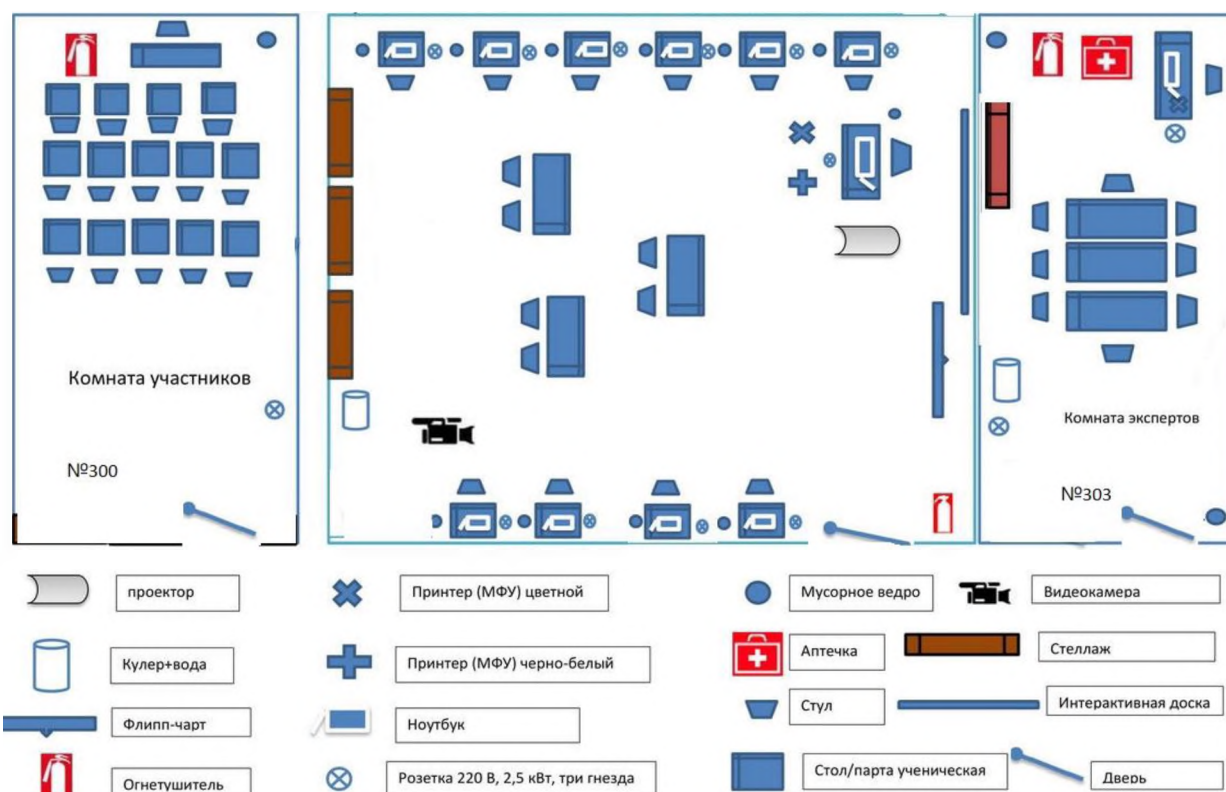 Комната участников
№300
Комната экспертов
№303
проектор
Принтер (МФУ) цветной
Мусорное ведро
Видеокамера
Кулер+вода
Принтер (МФУ) черно-белый
Аптечка
Стеллаж
Флипп-чарт
Ноутбук
Стул
Интерактивная доска
Огнетушитель
Розетка 220 В, 2,5 кВт, три гнезда
Стол/парта ученическая
Дверь